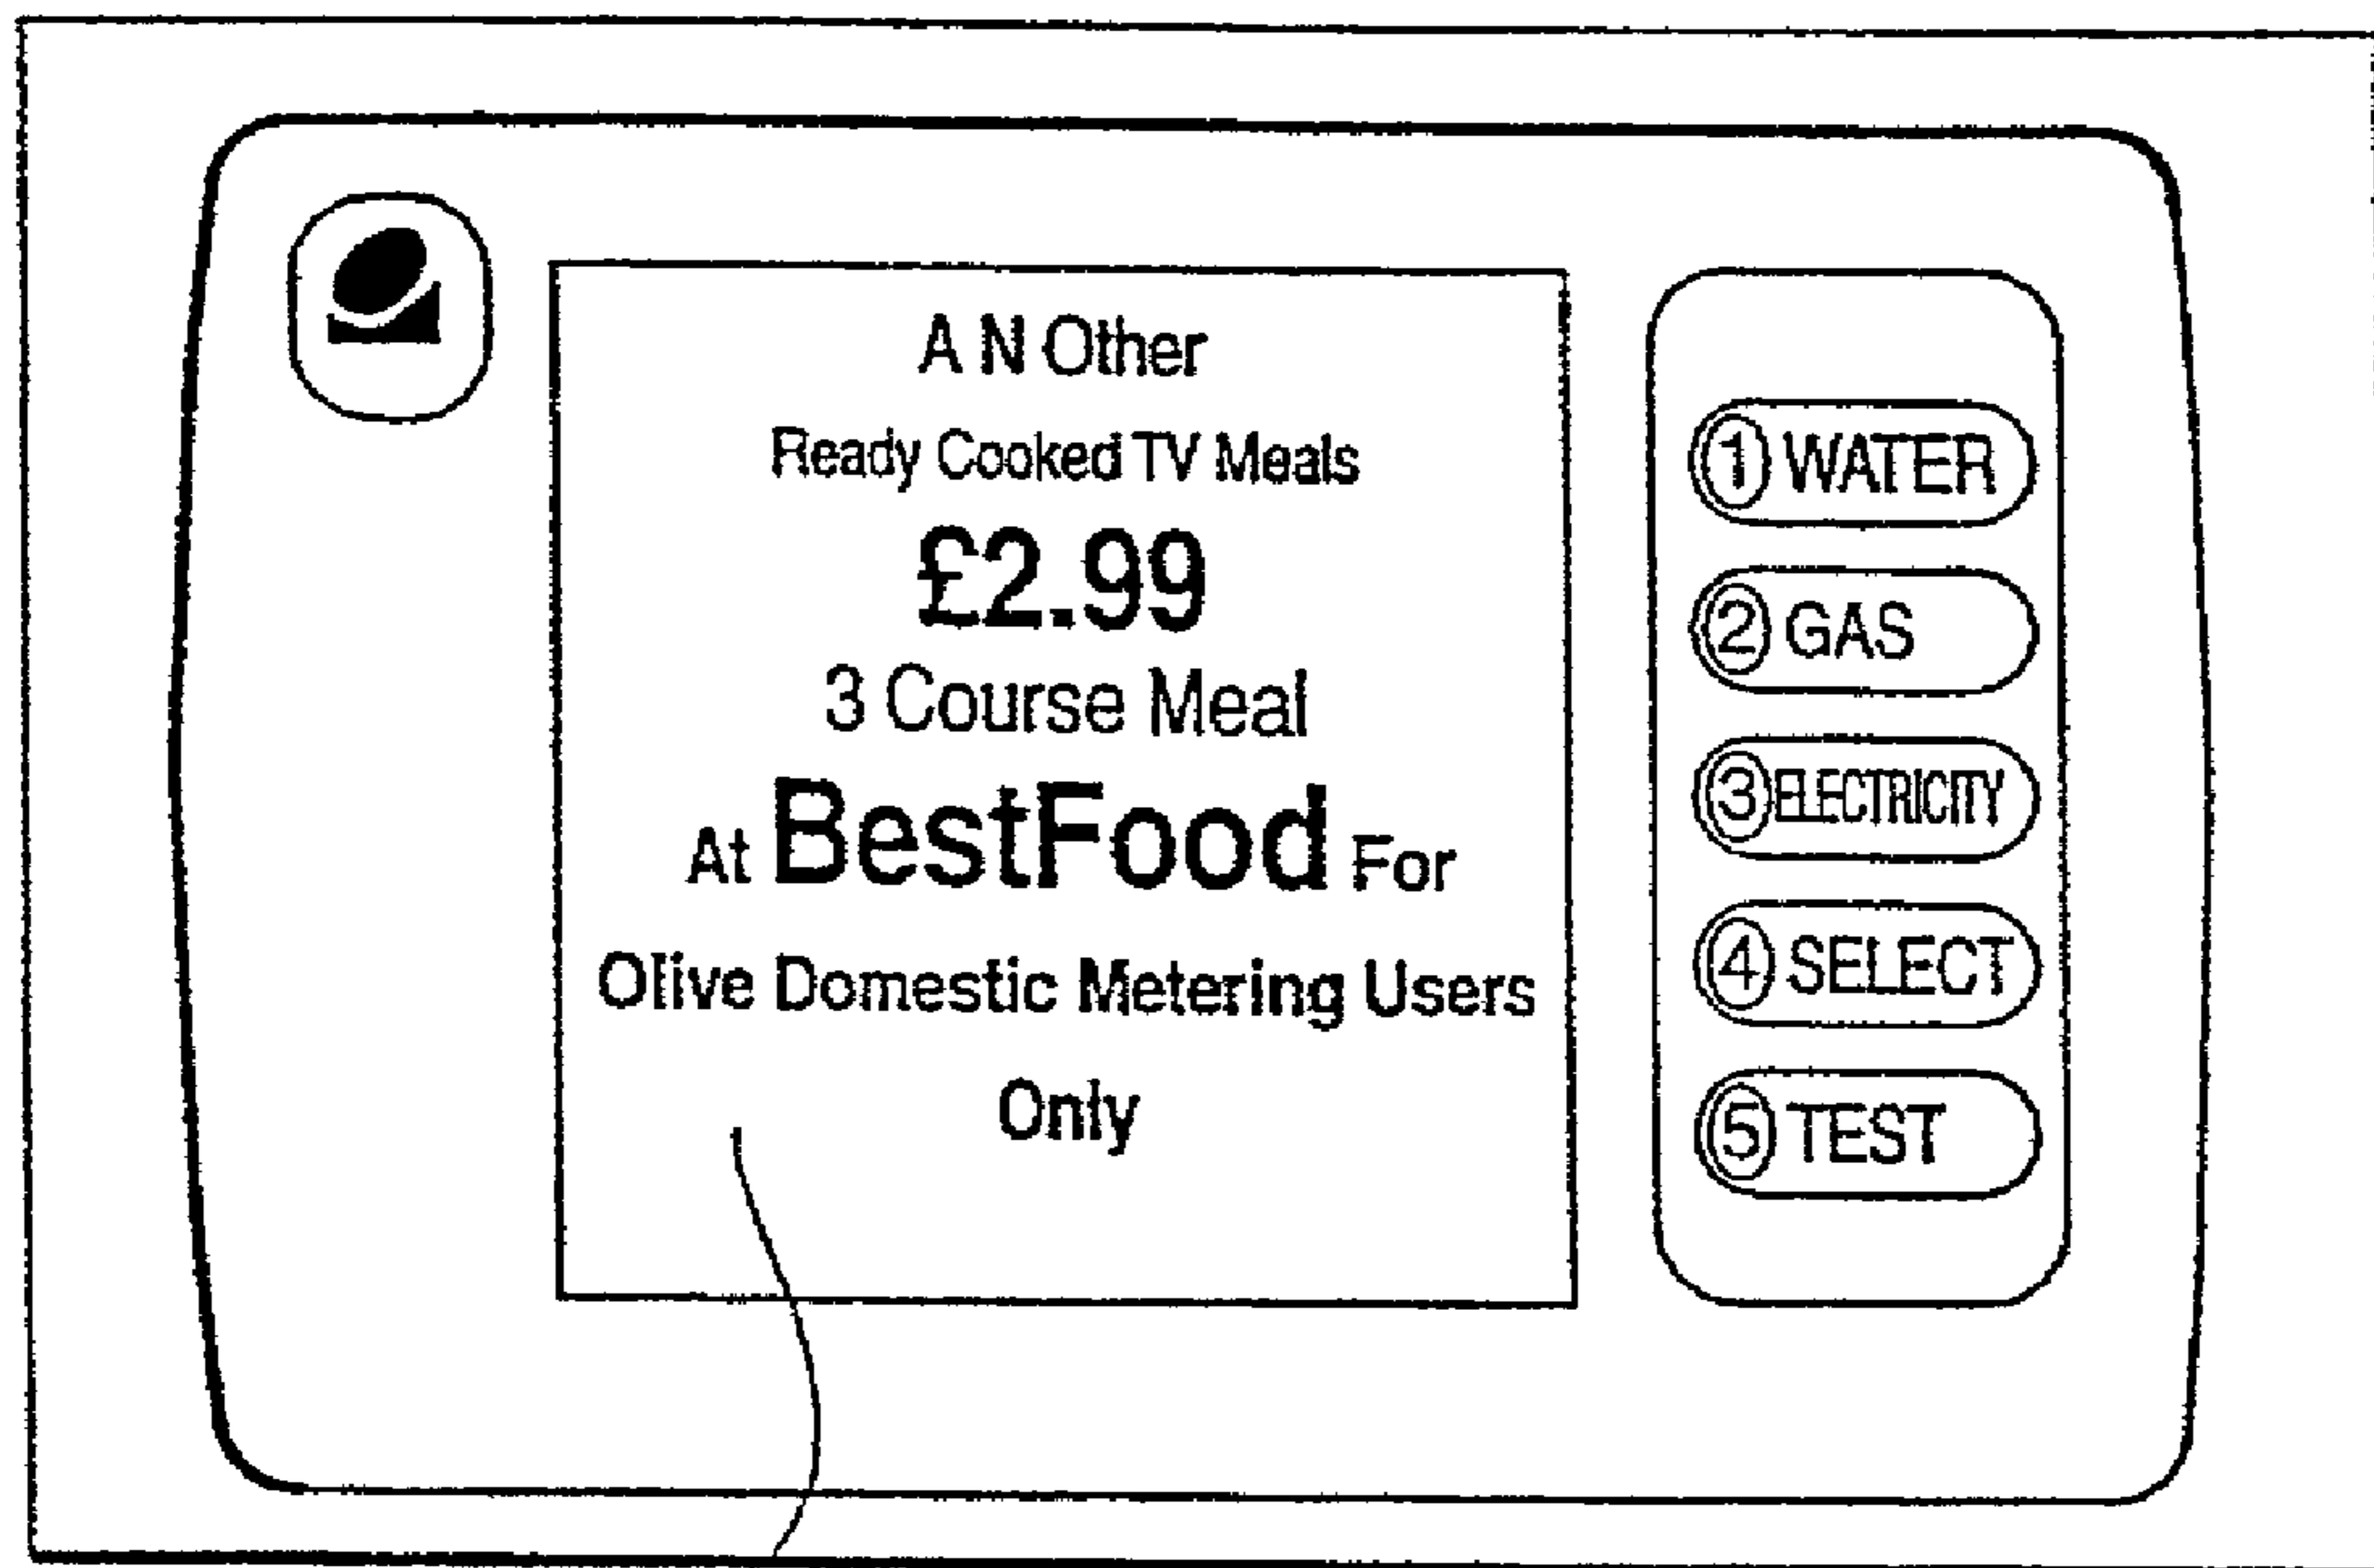 A N Other
Ready Cooked TV Meals
£2.99
3 Course Meal
At BestFood For
Olive Domestic Metering Users
Only
1 WATER
2 GAS
3 ELECTRICITY
4 SELECT
5 TEST